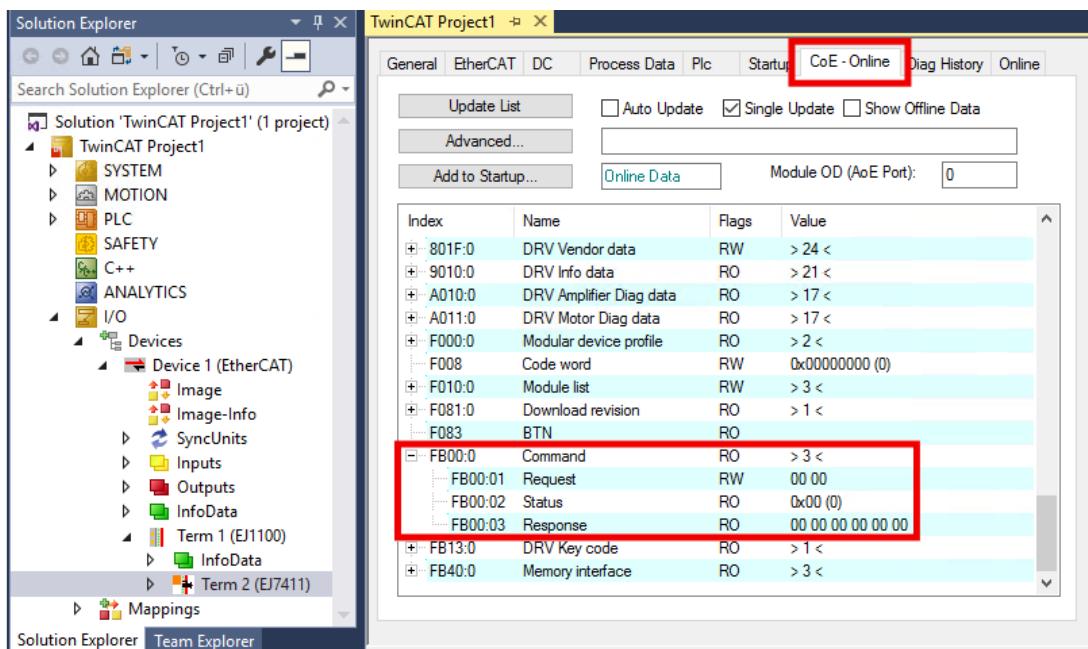 Solution Explorer
Search Solution Explorer (Ctrl+ü)
Solution 'TwinCAT Project1' (1 project)
TwinCAT Project1
SYSTEM
MOTION
PLC
SAFETY
C++
ANALYTICS
I/O
Devices
Device 1 (EtherCAT)
Image
Image-Info
SyncUnits
Inputs
Outputs
InfoData
Term 1 (EJ1100)
InfoData
Term 2 (EJ7411)
Mappings
Solution Explorer Team Explorer
TwinCAT Project1
General EtherCAT DC Process Data Plc Startup CoE - Online Diag History Online
Update List Auto Update Single Update Show Offline Data
Advanced...
Add to Startup... Online Data Module OD (AoE Port): 0
Index Name Flags Value
801F:0 DRV Vendor data RW > 24 <
9010:0 DRV Info data RO > 21 <
A010:0 DRV Amplifier Diag data RO > 17 <
A011:0 DRV Motor Diag data RO > 17 <
F000:0 Modular device profile RO > 2 <
F008 Code word RW 0x00000000 (0)
F010:0 Module list RW > 3 <
F081:0 Download revision RO > 1 <
F083 BTN RO
FB00:0 Command RO > 3 <
FB00:01 Request RW 00 00
FB00:02 Status RO 0x00 (0)
FB00:03 Response RO 00 00 00 00 00 00
FB13:0 DRV Key code RO > 1 <
FB40:0 Memory interface RO > 3 <